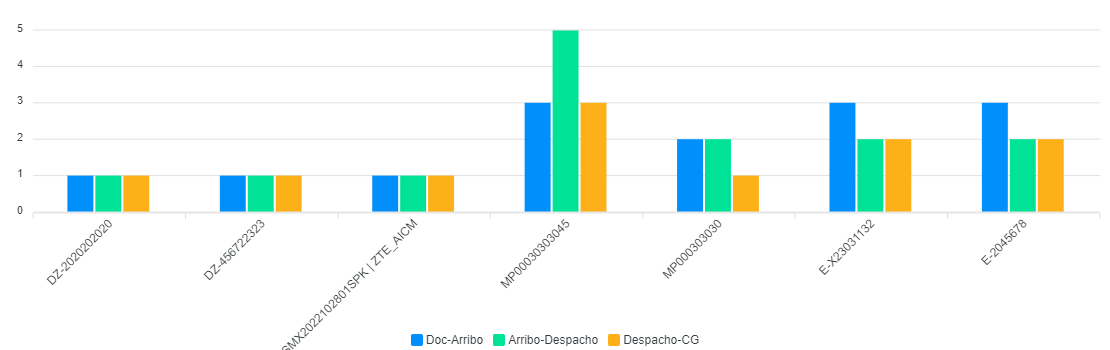 5
4
3
2
1
0
DZ-2020202020
DZ-456722323
SMX2022102801SPK | ZTE_AICM
MP00030303045
MP000303030
E-X23031132
E-2045678
Doc-Arribo
Arribo-Despacho
Despacho-CG